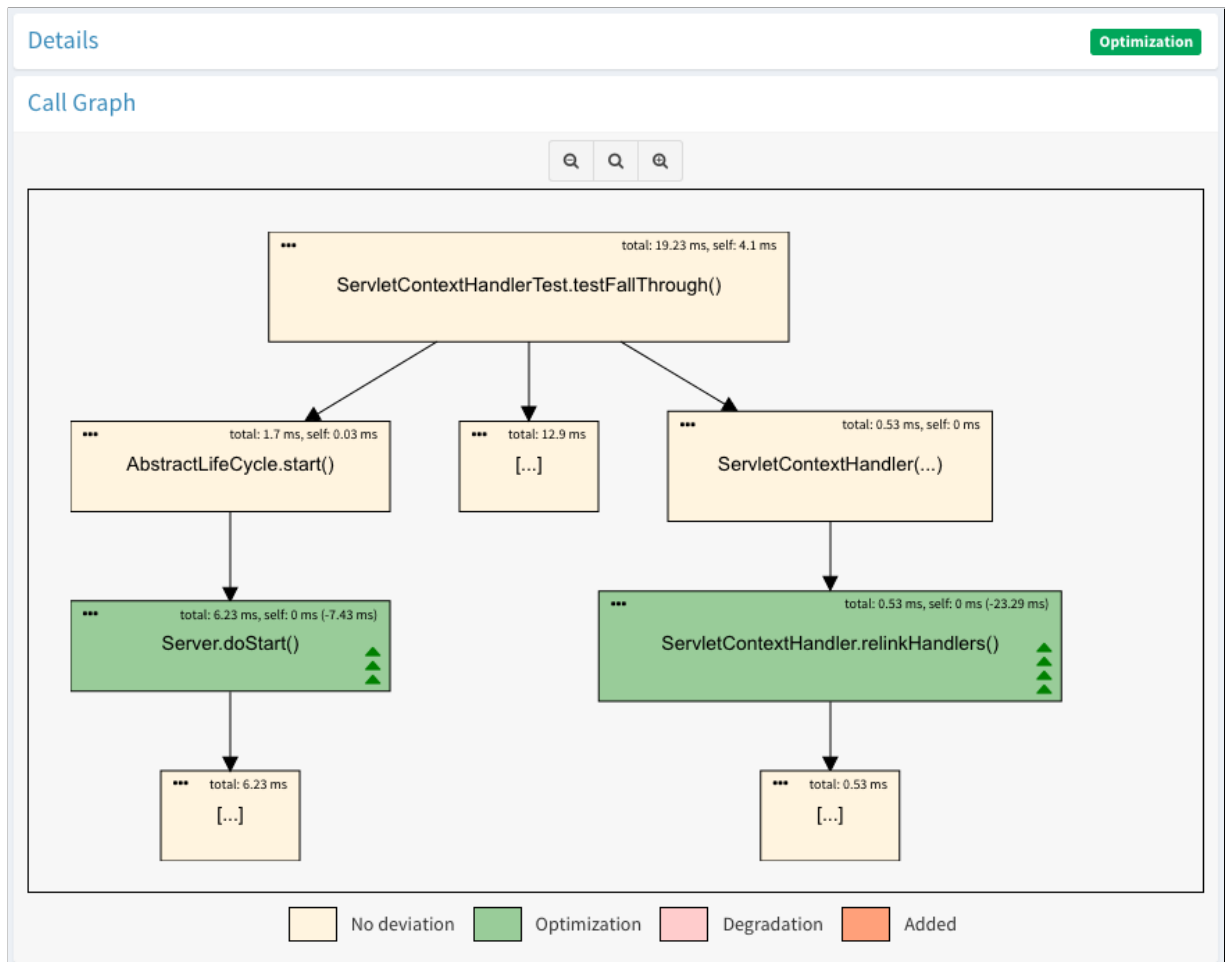 Details
Optimization
Call Graph
total: 19.23 ms, self: 4.1 ms
ServletContextHandlerTest.testFallThrough()
total: 1.7 ms, self: 0.03 ms
AbstractLifeCycle.start()
total: 12.9 ms
[...]
total: 0.53 ms, self: 0 ms
ServletContextHandler(...)
total: 6.23 ms, self: 0 ms (-7.43 ms)
Server.doStart()
total: 0.53 ms, self: 0 ms (-23.29 ms)
ServletContextHandler.relinkHandlers()
total: 6.23 ms
[...]
total: 0.53 ms
[...]
No deviation
Optimization
Degradation
Added